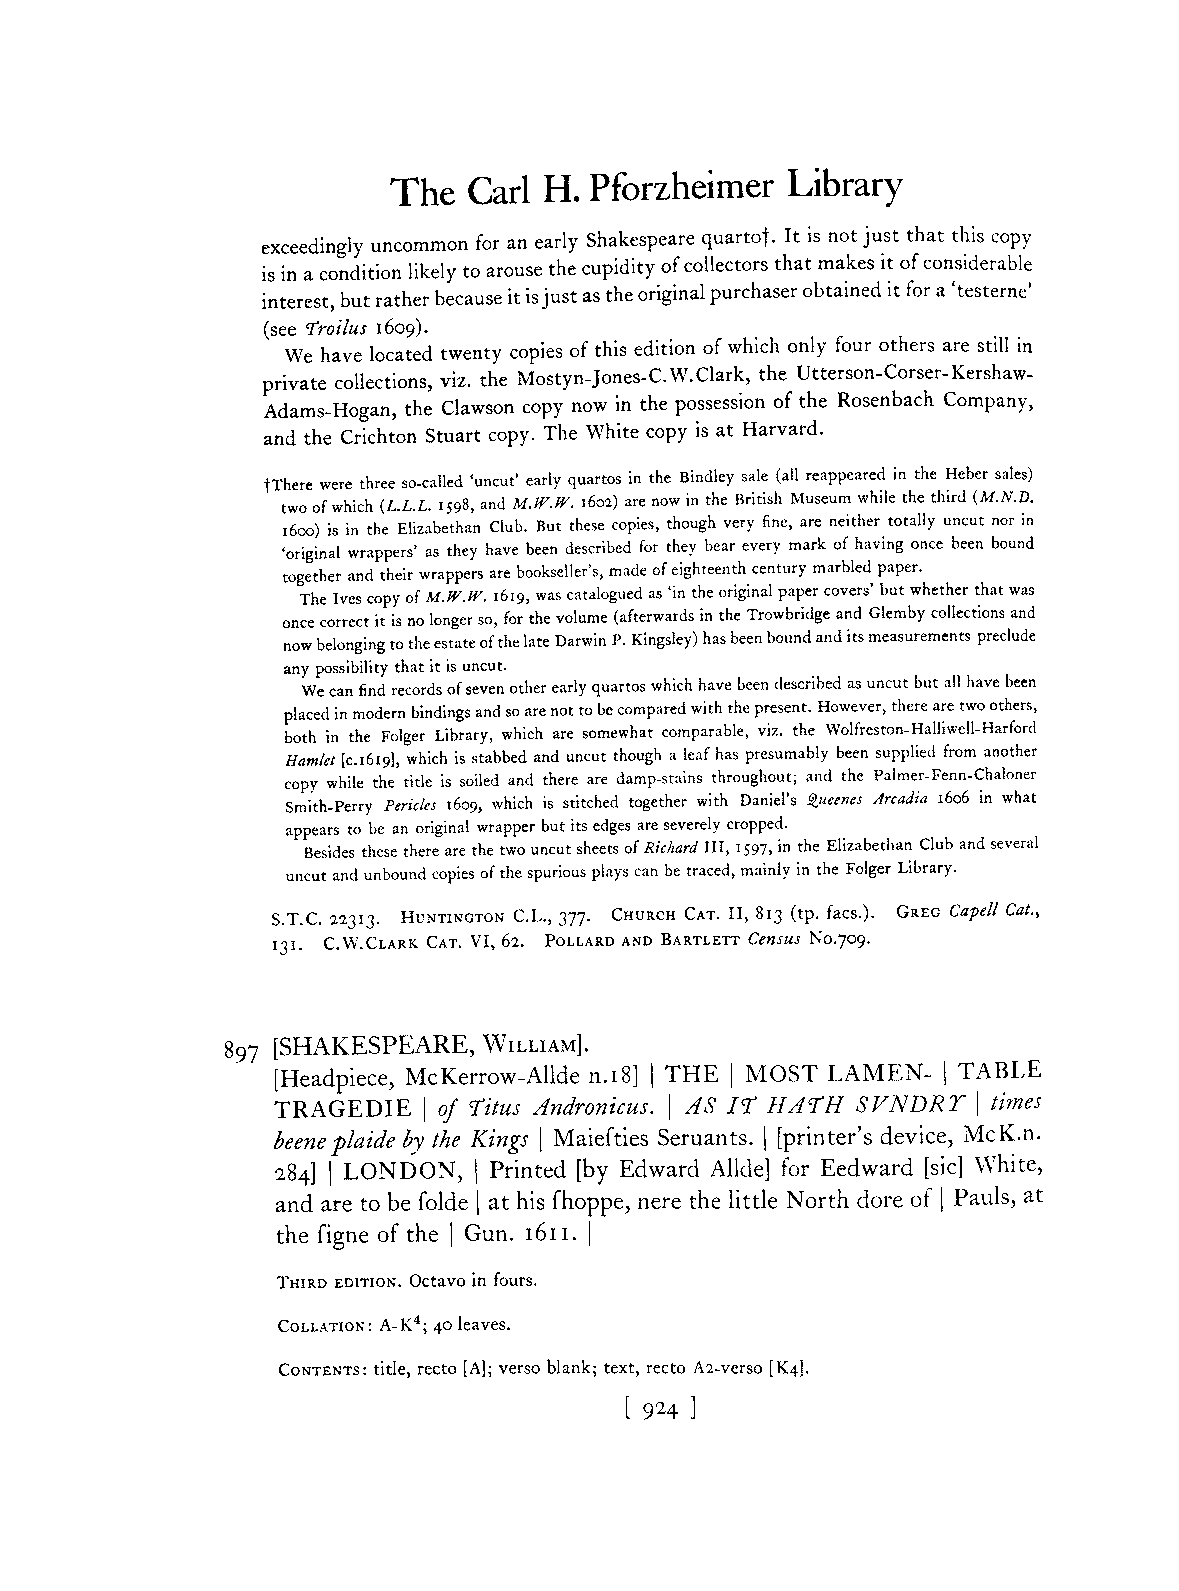 The Carl H. Pforzheimer Library
exceedingly uncommon for an early Shakespeare quarto†. It is not just that this copy
is in a condition likely to arouse the cupidity of collectors that makes it of considerable
interest, but rather because it is just as the original purchaser obtained it for a 'testerne'
(see Troilus 1609).
We have located twenty copies of this edition of which only four others are still in
private collections, viz. the Mostyn-Jones-C.W.Clark, the Utterson-Corser-Kershaw-
Adams-Hogan, the Clawson copy now in the possession of the Rosenbach Company,
and the Crichton Stuart copy. The White copy is at Harvard.
†There were three so-called 'uncut' early quartos in the Bindley sale (all reappeared in the Heber sales)
two of which (L.L.L. 1598, and M.W.W. 1602) are now in the British Museum while the third (M.N.D.
1600) is in the Elizabethan Club. But these copies, though very fine, are neither totally uncut nor in
'original wrappers' as they have been described for they bear every mark of having once been bound
together and their wrappers are bookseller's, made of eighteenth century marbled paper.
The Ives copy of M.W.W. 1619, was catalogued as 'in the original paper covers' but whether that was
once correct it is no longer so, for the volume (afterwards in the Trowbridge and Glemby collections and
now belonging to the estate of the late Darwin P. Kingsley) has been bound and its measurements preclude
any possibility that it is uncut.
We can find records of seven other early quartos which have been described as uncut but all have been
placed in modern bindings and so are not to be compared with the present. However, there are two others,
both in the Folger Library, which are somewhat comparable, viz. the Wolfreston-Halliwell-Harford
Hamlet [c.1619], which is stabbed and uncut though a leaf has presumably been supplied from another
copy while the title is soiled and there are damp-stains throughout; and the Palmer-Fenn-Chaloner
Smith-Perry Pericles 1609, which is stitched together with Daniel's Queenes Arcadia 1606 in what
appears to be an original wrapper but its edges are severely cropped.
Besides these there are the two uncut sheets of Richard III, 1597, in the Elizabethan Club and several
uncut and unbound copies of the spurious plays can be traced, mainly in the Folger Library.
S.T.C. 22313. HUNTINGTON C.L., 377. CHURCH CAT. II, 813 (tp. facs.). GREG Capell Cat.,
131. C.W.CLARK CAT. VI, 62. POLLARD AND BARTLETT Census No.709.
897 [SHAKESPEARE, WILLIAM].
[Headpiece, McKerrow-Allde n.18] | THE | MOST LAMEN- | TABLE
TRAGEDIE | of Titus Andronicus. | AS IT HATH SVNDRY | times
beene plaide by the Kings | Maieſties Seruants. | [printer's device, McK.n.
284] | LONDON, | Printed [by Edward Allde] for Eedward [sic] White,
and are to be ſolde | at his ſhoppe, nere the little North dore of | Pauls, at
the ſigne of the | Gun. 1611. |
THIRD EDITION. Octavo in fours.
COLLATION: A-K⁴; 40 leaves.
CONTENTS: title, recto [A]; verso blank; text, recto A2-verso [K4].
[ 924 ]